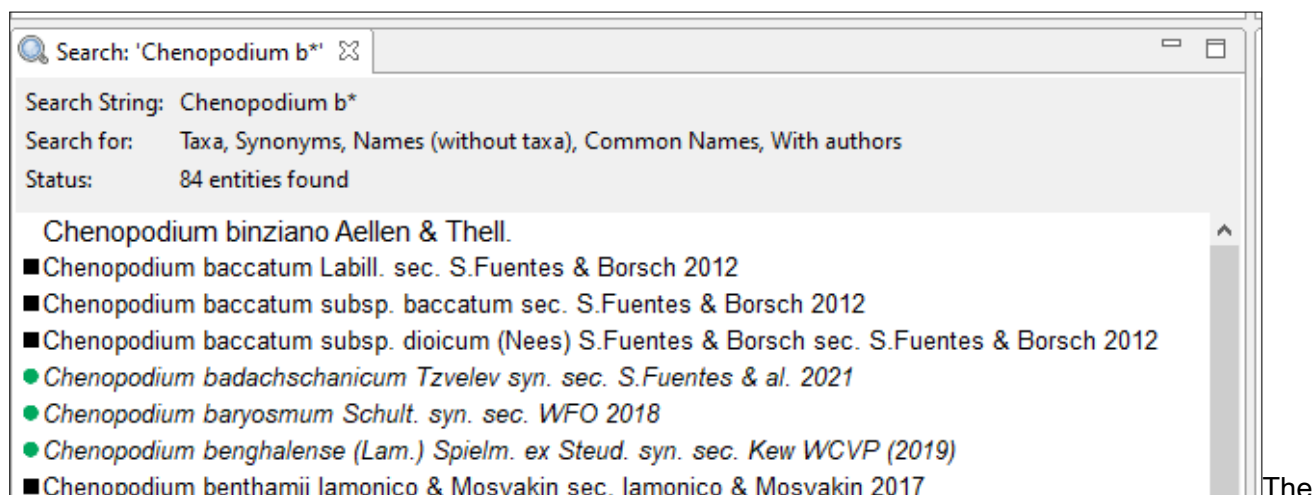 Search: 'Chenopodium b*'
Search String: Chenopodium b*
Search for: Taxa, Synonyms, Names (without taxa), Common Names, With authors
Status: 84 entities found
Chenopodium binziano Aellen & Thell.
Chenopodium baccatum Labill. sec. S.Fuentes & Borsch 2012
Chenopodium baccatum subsp. baccatum sec. S.Fuentes & Borsch 2012
Chenopodium baccatum subsp. dioicum (Nees) S.Fuentes & Borsch sec. S.Fuentes & Borsch 2012
Chenopodium badachschanicum Tzvelev syn. sec. S.Fuentes & al. 2021
Chenopodium baryosmum Schult. syn. sec. WFO 2018
Chenopodium benghalense (Lam.) Spielm. ex Steud. syn. sec. Kew WCVP (2019)
Chenopodium benthamii Iamonico & Mosyakin sec. Iamonico & Mosyakin 2017
The